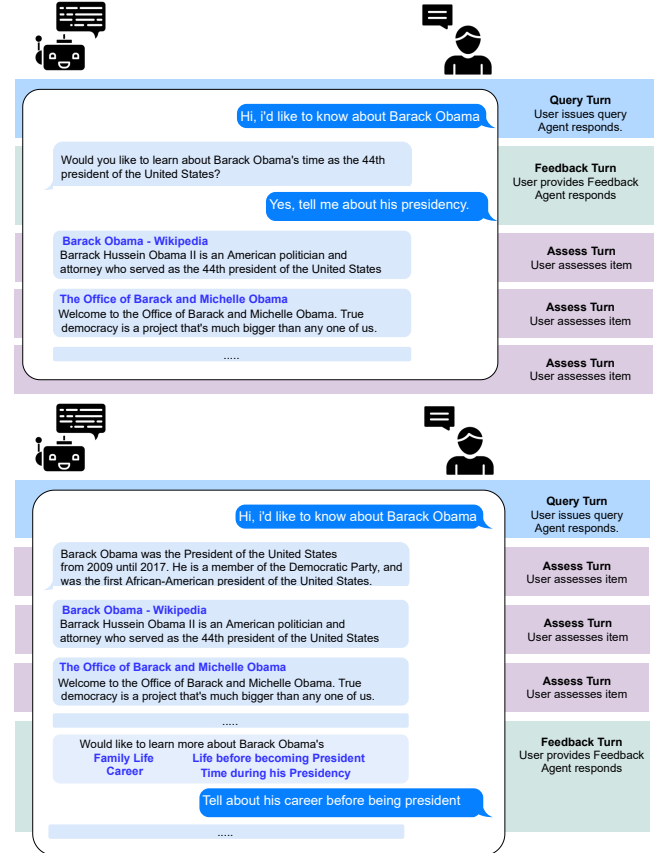 Hi, i'd like to know about Barack Obama
Query Turn
User issues query
Agent responds.
Would you like to learn about Barack Obama's time as the 44th
president of the United States?
Yes, tell me about his presidency.
Feedback Turn
User provides Feedback
Agent responds
Barack Obama - Wikipedia
Barrack Hussein Obama II is an American politician and
attorney who served as the 44th president of the United States
Assess Turn
User assesses item
The Office of Barack and Michelle Obama
Welcome to the Office of Barack and Michelle Obama. True
democracy is a project that's much bigger than any one of us.
Assess Turn
User assesses item
.....
Assess Turn
User assesses item
Hi, i'd like to know about Barack Obama
Query Turn
User issues query
Agent responds.
Barack Obama was the President of the United States
from 2009 until 2017. He is a member of the Democratic Party, and
was the first African-American president of the United States.
Assess Turn
User assesses item
Barack Obama - Wikipedia
Barrack Hussein Obama II is an American politician and
attorney who served as the 44th president of the United States
Assess Turn
User assesses item
The Office of Barack and Michelle Obama
Welcome to the Office of Barack and Michelle Obama. True
democracy is a project that's much bigger than any one of us.
Assess Turn
User assesses item
.....
Would like to learn more about Barack Obama's
Family Life Life before becoming President
Career Time during his Presidency
Feedback Turn
User provides Feedback
Agent responds
Tell about his career before being president
.....